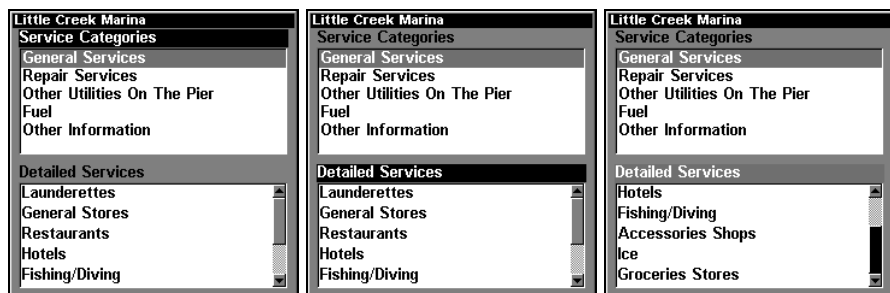 Little Creek Marina
Service Categories
General Services
Repair Services
Other Utilities On The Pier
Fuel
Other Information
Detailed Services
Launderettes
General Stores
Restaurants
Hotels
Fishing/Diving
Little Creek Marina
Service Categories
General Services
Repair Services
Other Utilities On The Pier
Fuel
Other Information
Detailed Services
Launderettes
General Stores
Restaurants
Hotels
Fishing/Diving
Little Creek Marina
Service Categories
General Services
Repair Services
Other Utilities On The Pier
Fuel
Other Information
Detailed Services
Hotels
Fishing/Diving
Accessories Shops
Ice
Groceries Stores